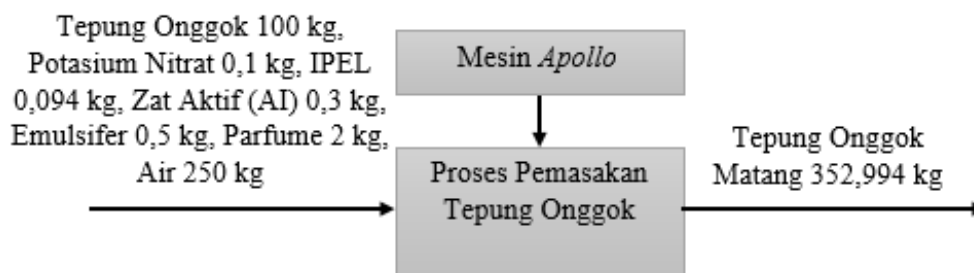 Tepung Onggok 100 kg,
Potasium Nitrat 0,1 kg, IPEL
0,094 kg, Zat Aktif (AI) 0,3 kg,
Emulsifer 0,5 kg, Parfume 2 kg,
Air 250 kg
Mesin Apollo
Proses Pemasakan
Tepung Onggok
Tepung Onggok
Matang 352,994 kg